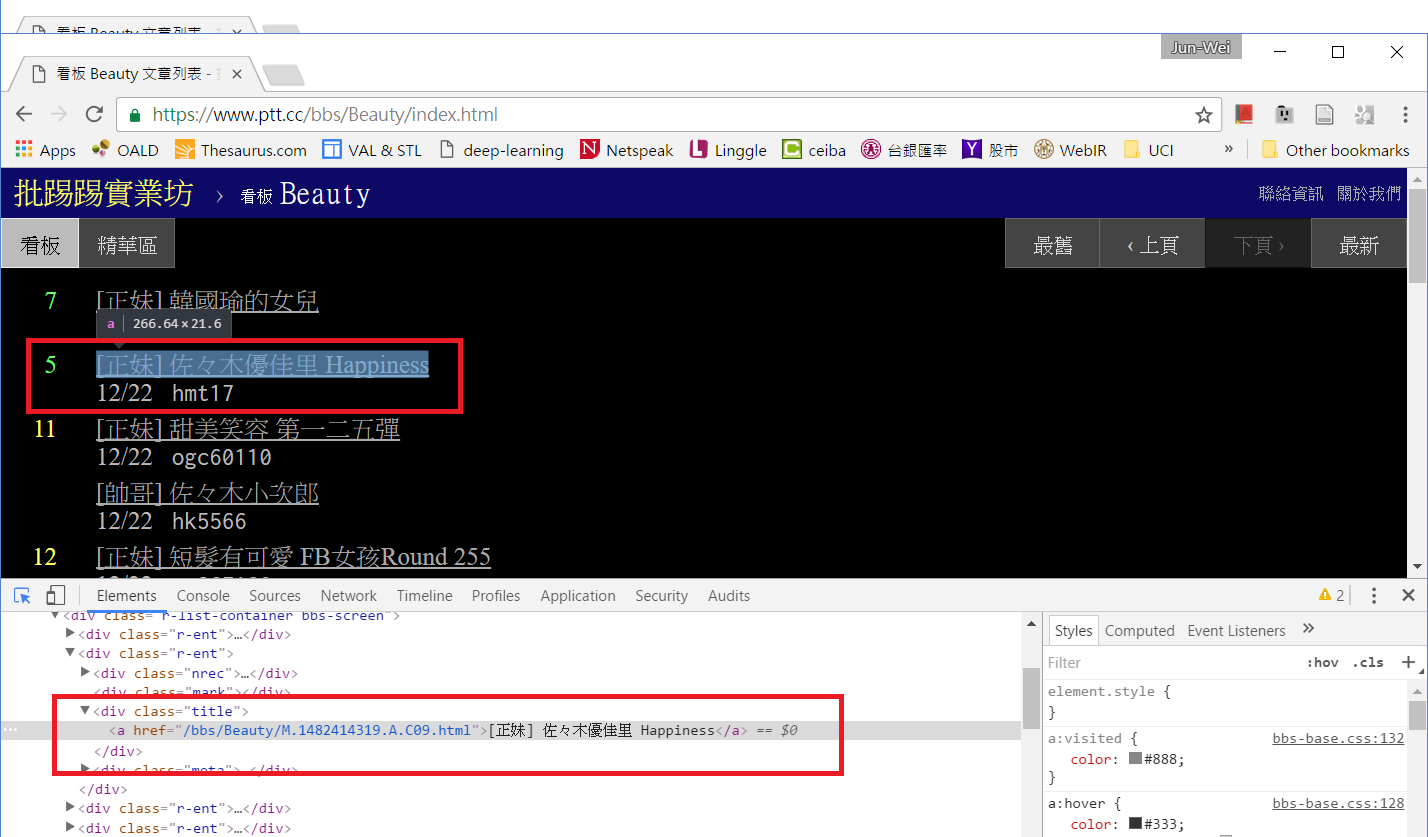 看板 Beauty 文章列表 -
Jun-Wei
看板 Beauty 文章列表 -
https://www.ptt.cc/bbs/Beauty/index.html
Apps OALD Thesaurus.com VAL & STL deep-learning Netspeak Linggle ceiba 台銀匯率 股市 WebIR UCI » Other bookmarks
批踢踢實業坊 › 看板 Beauty 聯絡資訊 關於我們
看板 精華區 最舊 ‹ 上頁 下頁 › 最新
7 [正妹] 韓國瑜的女兒
a 266.64×21.6
5 [正妹] 佐々木優佳里 Happiness
12/22 hmt17
11 [正妹] 甜美笑容 第一二五彈
12/22 ogc60110
[帥哥] 佐々木小次郎
12/22 hk5566
12 [正妹] 短髮有可愛 FB女孩Round 255
Elements Console Sources Network Timeline Profiles Application Security Audits 2
▼<div class="r-list-container bbs-screen">
▶<div class="r-ent">…</div>
▼<div class="r-ent">
▶<div class="nrec">…</div>
<div class="mark"></div>
▼<div class="title">
<a href="/bbs/Beauty/M.1482414319.A.C09.html">[正妹] 佐々木優佳里 Happiness</a> == $0
</div>
▶<div class="meta">…</div>
</div>
▶<div class="r-ent">…</div>
▶<div class="r-ent">…</div>
Styles Computed Event Listeners »
Filter :hov .cls +
element.style {
}
a:visited { bbs-base.css:132
color: #888;
}
a:hover { bbs-base.css:128
color: #333;